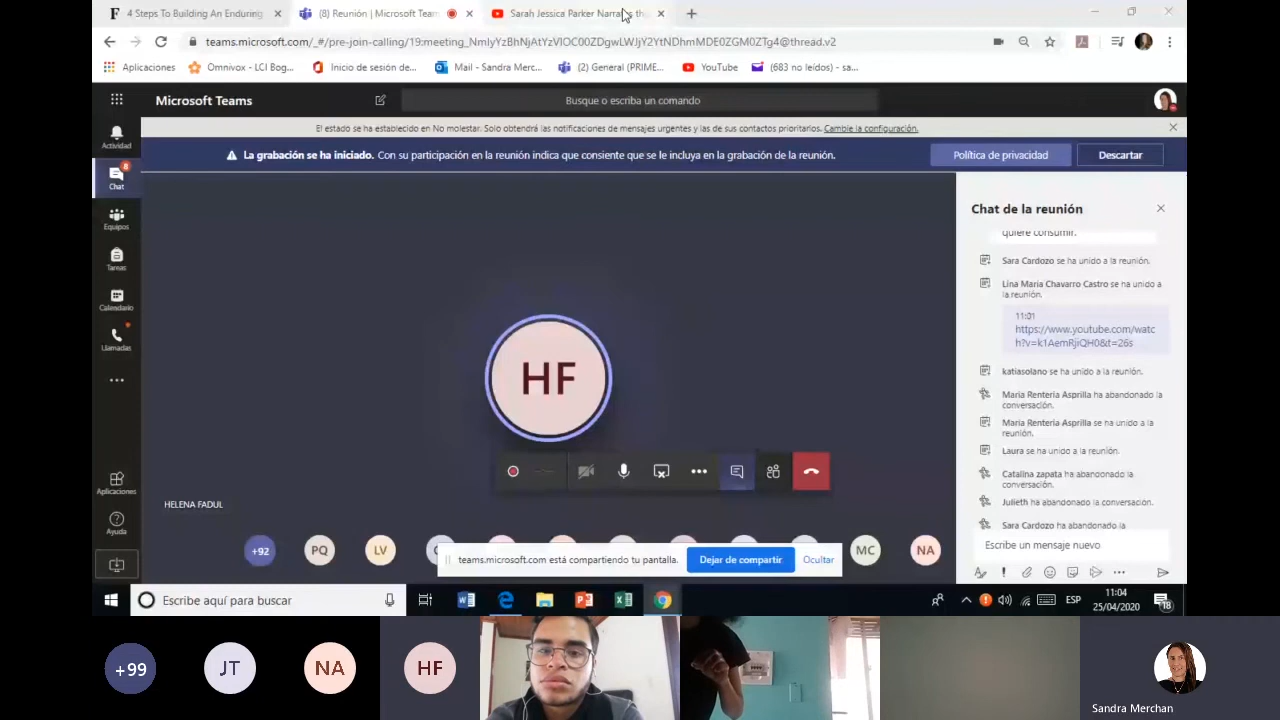 4 Steps To Building An Enduring
(8) Reunión | Microsoft Team
Sarah Jessica Parker Narrat
teams.microsoft.com/_#/pre-join-calling/19:meeting_NmIyYzBhNjAtYzVlOC00ZDgwLWJjY2YtNDhmMDE0ZGM0ZTg4@thread.v2
Aplicaciones
Omnivox - LCI Bog...
Inicio de sesión de...
Mail - Sandra Merc...
(2) General (PRIME...
YouTube
(683 no leídos) - sa...
Microsoft Teams
Busque o escriba un comando
El estado se ha establecido en No molestar. Solo obtendrá las notificaciones de mensajes urgentes y las de sus contactos prioritarios. Cambie la configuración.
La grabación se ha iniciado. Con su participación en la reunión indica que consiente que se le incluya en la grabación de la reunión.
Política de privacidad
Descartar
Actividad
8
Chat
Equipos
Tareas
Calendario
Llamadas
Aplicaciones
Ayuda
Chat de la reunión
quiere consumir.
Sara Cardozo se ha unido a la reunión.
Lina Maria Chavarro Castro se ha unido a
la reunión.
11:01
https://www.youtube.com/watc
h?v=k1AemRjiQH0&t=26s
katiasolano se ha unido a la reunión.
Maria Renteria Asprilla ha abandonado la
conversación.
Maria Renteria Asprilla se ha unido a la
reunión.
Laura se ha unido a la reunión.
Catalina zapata ha abandonado la
conversación.
Julieth ha abandonado la conversación.
Sara Cardozo ha abandonado la
Escribe un mensaje nuevo
HF
HELENA FADUL
+92
PQ
LV
MC
NA
teams.microsoft.com está compartiendo tu pantalla.
Dejar de compartir
Ocultar
Escribe aquí para buscar
ESP
11:04
25/04/2020
18
+99
JT
NA
HF
Sandra Merchan